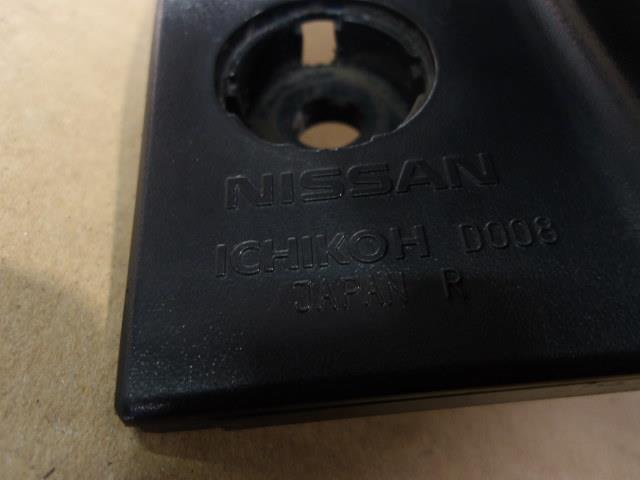 NISSAN
ICHIKOH D008
JAPAN R